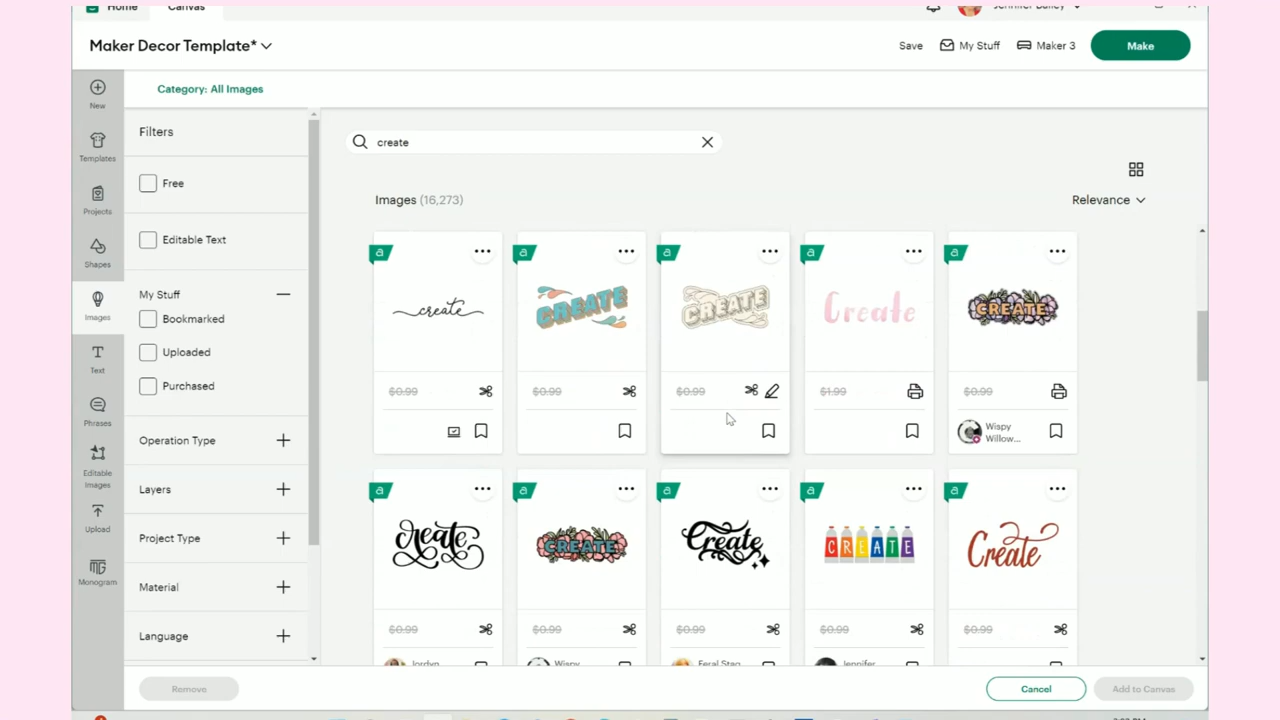 Home
Canvas
Jennifer Bailey
Maker Decor Template*
Save
My Stuff
Maker 3
Make
New
Templates
Projects
Shapes
Images
Text
Phrases
Editable
Images
Upload
Monogram
Category: All Images
Filters
Free
Editable Text
My Stuff
Bookmarked
Uploaded
Purchased
Operation Type
Layers
Project Type
Material
Language
create
Images (16,273)
Relevance
a a a a a
create CREATE CREATE Create CREATE
$0.99 $0.99 $0.99 $1.99 $0.99
Wispy
Willow...
a a a a a
create CREATE Create CREATE Create
$0.99 $0.99 $0.99 $0.99 $0.99
Jordyn Wispy Feral Stag Jennifer
Remove
Cancel
Add to Canvas